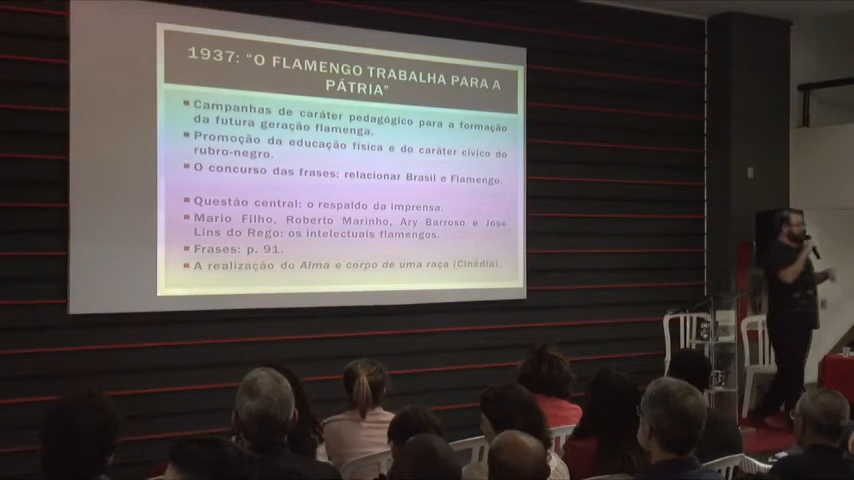 1937: "O FLAMENGO TRABALHA PARA A
PÁTRIA"
Campanhas de caráter pedagógico para a formação
da futura geração flamenga.
Promoção da educação física e do caráter cívico do
rubro-negro.
O concurso das frases: relacionar Brasil e Flamengo.
Questão central: o respaldo da imprensa.
Mario Filho, Roberto Marinho, Ary Barroso e José
Lins do Rego: os intelectuais flamengos.
Frases: p. 91.
A realização do Alma e corpo de uma raça (Cinédia).